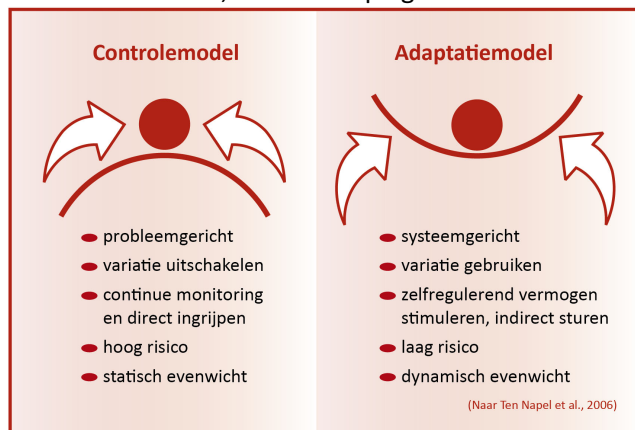 Controlemodel
probleemgericht
variatie uitschakelen
continue monitoring
en direct ingrijpen
hoog risico
statisch evenwicht
Adaptatiemodel
systeemgericht
variatie gebruiken
zelfregulerend vermogen
stimuleren, indirect sturen
laag risico
dynamisch evenwicht
(Naar Ten Napel et al., 2006)